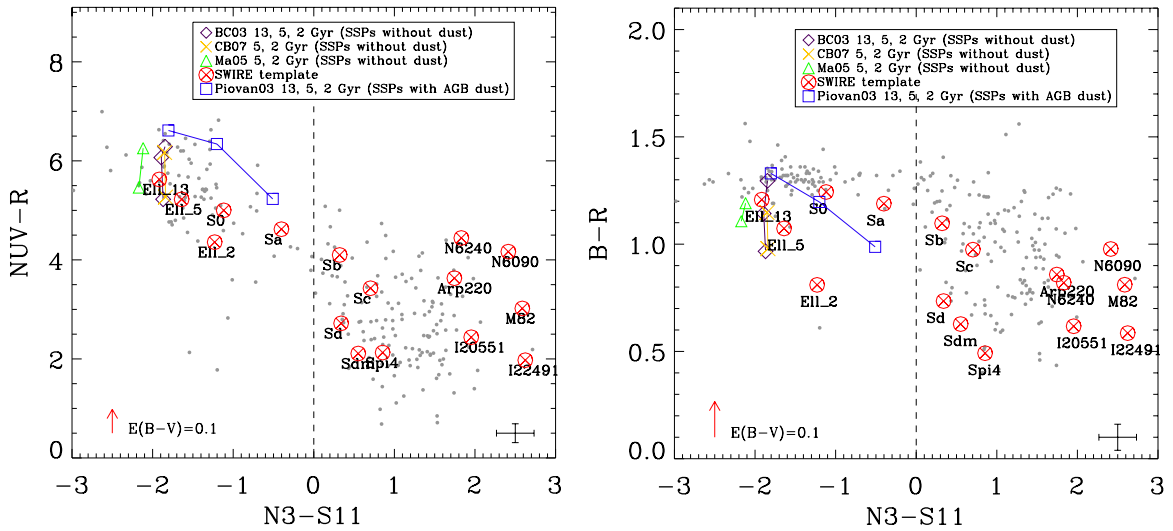 BC03 13, 5, 2 Gyr (SSPs without dust)
CB07 5, 2 Gyr (SSPs without dust)
Ma05 5, 2 Gyr (SSPs without dust)
SWIRE template
Piovan03 13, 5, 2 Gyr (SSPs with AGB dust)
8
6
4
2
0
NUV-R
Ell_13
Ell_5
S0
Ell_2
Sa
Sb
Sc
Sd
Sdm
Spi4
N6240
N6090
Arp220
M82
I20551
I22491
E(B-V)=0.1
-3
-2
-1
0
1
2
3
N3-S11
BC03 13, 5, 2 Gyr (SSPs without dust)
CB07 5, 2 Gyr (SSPs without dust)
Ma05 5, 2 Gyr (SSPs without dust)
SWIRE template
Piovan03 13, 5, 2 Gyr (SSPs with AGB dust)
2.0
1.5
1.0
0.5
0.0
B-R
Ell_13
S0
Sa
Ell_5
Sb
Sc
Ell_2
Sd
Sdm
Spi4
N6090
Arp220
N6240
M82
I20551
I22491
E(B-V)=0.1
-3
-2
-1
0
1
2
3
N3-S11